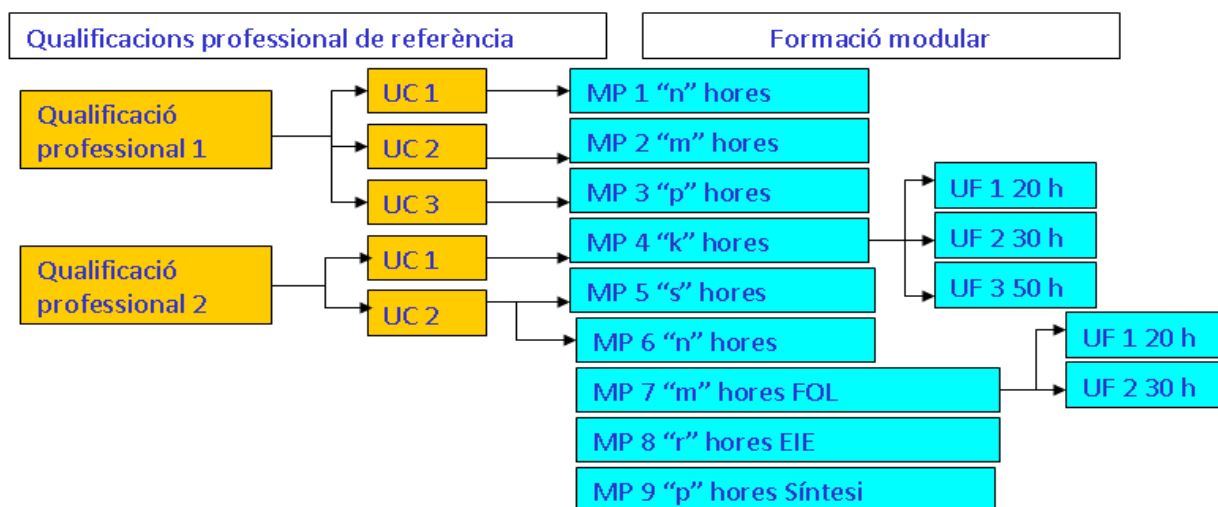 Qualificacions professional de referència
Formació modular
Qualificació
professional 1
UC 1
UC 2
UC 3
Qualificació
professional 2
UC 1
UC 2
MP 1 “n” hores
MP 2 “m” hores
MP 3 “p” hores
MP 4 “k” hores
MP 5 “s” hores
MP 6 “n” hores
MP 7 “m” hores FOL
MP 8 “r” hores EIE
MP 9 “p” hores Síntesi
UF 1 20 h
UF 2 30 h
UF 3 50 h
UF 1 20 h
UF 2 30 h